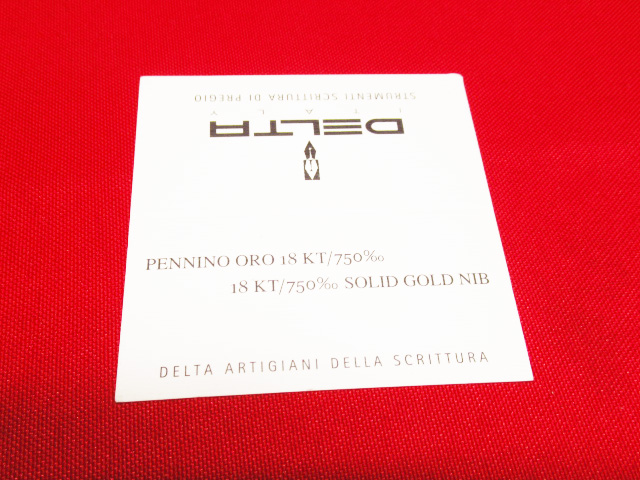 STRUMENTI SCRITTURA DI PREGIO
ITALY
DELTA
PENNINO ORO 18 KT/750‰
18 KT/750‰ SOLID GOLD NIB
DELTA ARTIGIANI DELLA SCRITTURA